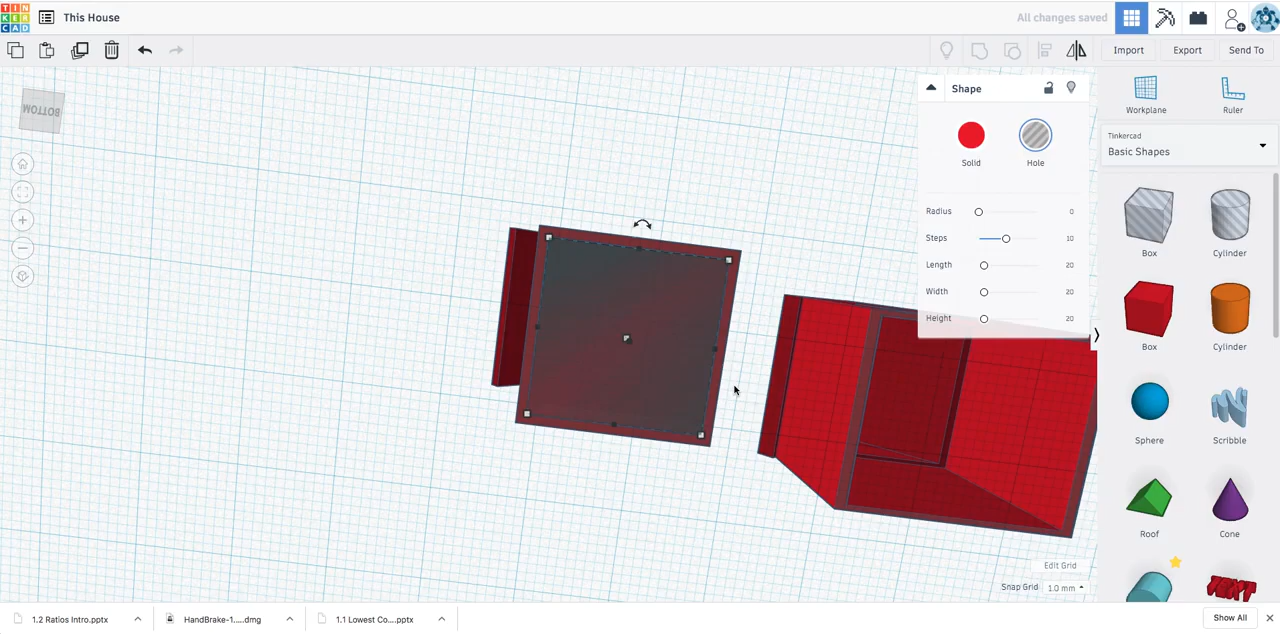 TIN
KER
CAD
This House
All changes saved
Import
Export
Send To
BOTTOM
Shape
Solid
Hole
Radius
0
Steps
10
Length
20
Width
20
Height
20
Workplane
Ruler
Tinkercad
Basic Shapes
Box
Cylinder
Box
Cylinder
Sphere
Scribble
Roof
Cone
TEXT
Edit Grid
Snap Grid
1.0 mm
1.2 Ratios Intro.pptx
HandBrake-1.....dmg
1.1 Lowest Co....pptx
Show All